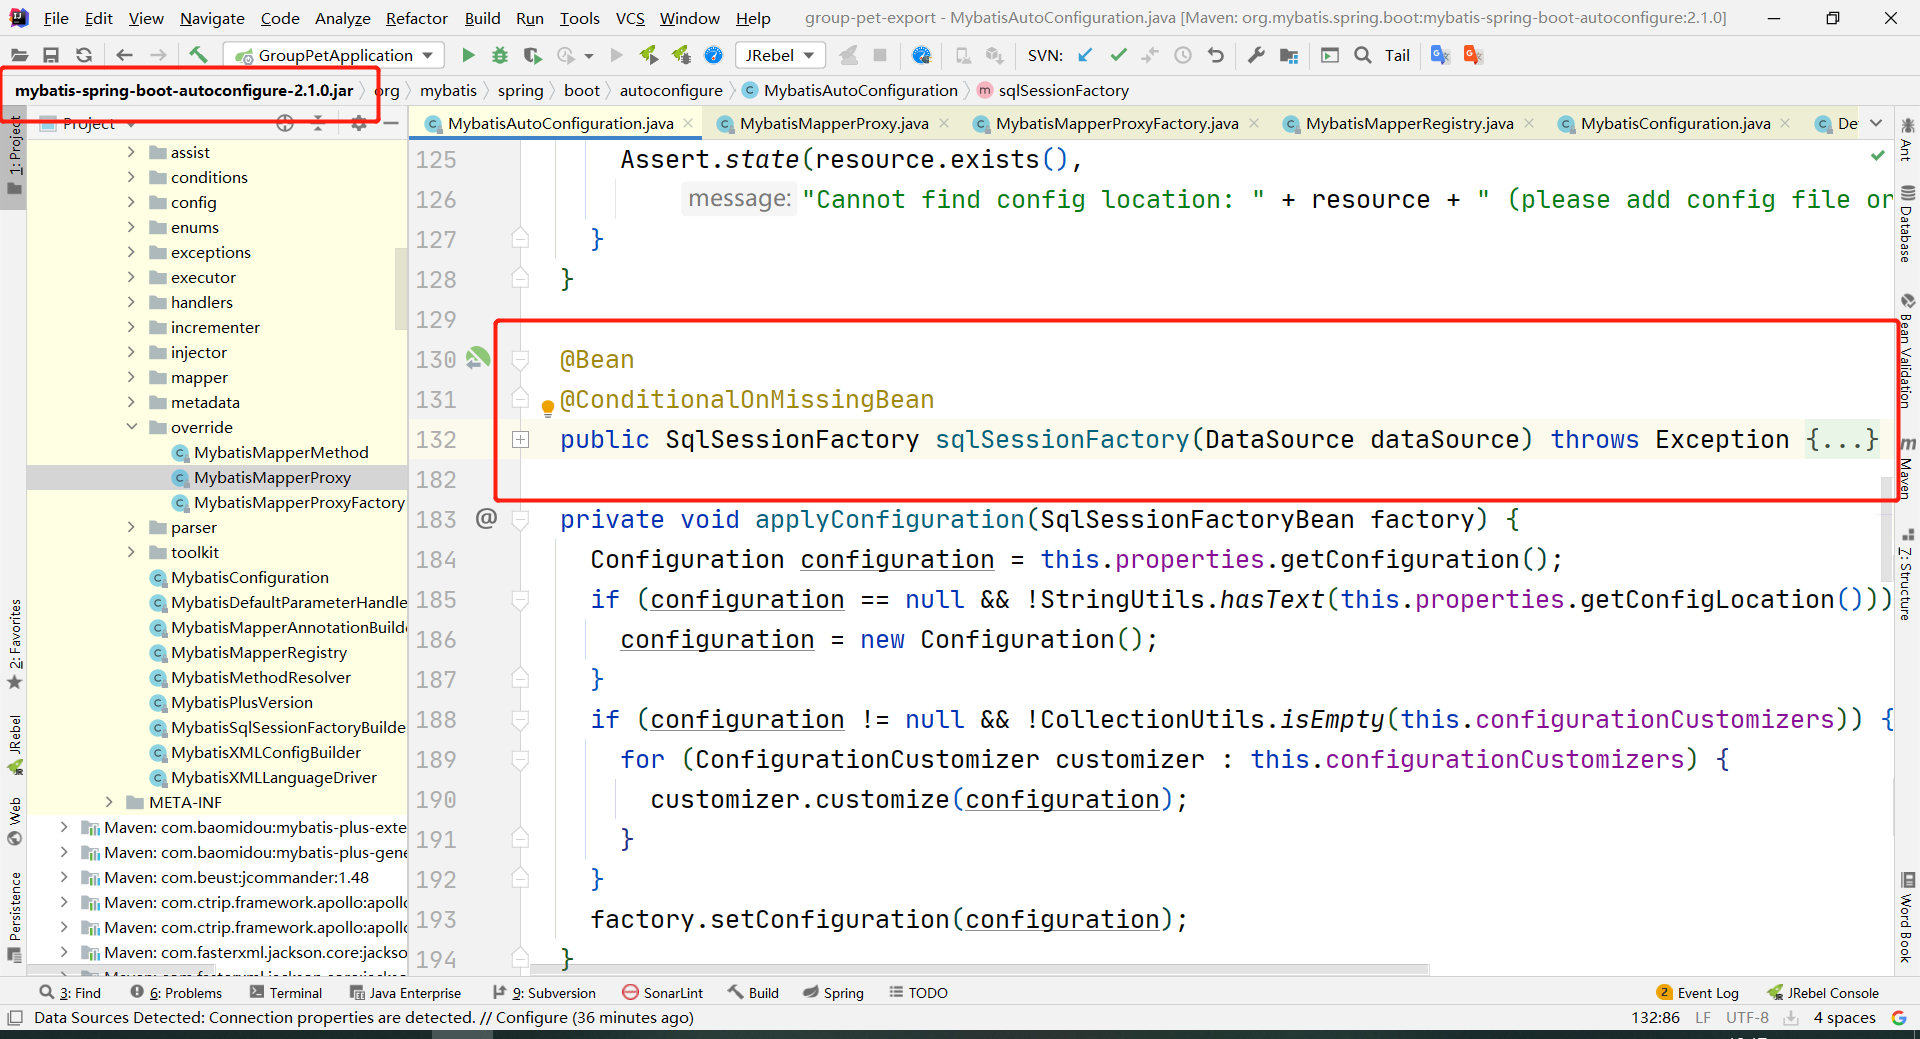 File Edit View Navigate Code Analyze Refactor Build Run Tools VCS Window Help group-pet-export - MybatisAutoConfiguration.java [Maven: org.mybatis.spring.boot:mybatis-spring-boot-autoconfigure:2.1.0]
GroupPetApplication JRebel SVN: Tail
mybatis-spring-boot-autoconfigure-2.1.0.jar org mybatis spring boot autoconfigure MybatisAutoConfiguration sqlSessionFactory
Project
MybatisAutoConfiguration.java MybatisMapperProxy.java MybatisMapperProxyFactory.java MybatisMapperRegistry.java MybatisConfiguration.java De
1: Project
2: Favorites
JRebel
Web
Persistence
assist
conditions
config
enums
exceptions
executor
handlers
incrementer
injector
mapper
metadata
override
MybatisMapperMethod
MybatisMapperProxy
MybatisMapperProxyFactory
parser
toolkit
MybatisConfiguration
MybatisDefaultParameterHandle
MybatisMapperAnnotationBuild
MybatisMapperRegistry
MybatisMethodResolver
MybatisPlusVersion
MybatisSqlSessionFactoryBuilde
MybatisXMLConfigBuilder
MybatisXMLLanguageDriver
META-INF
Maven: com.baomidou:mybatis-plus-exte
Maven: com.baomidou:mybatis-plus-gene
Maven: com.beust:jcommander:1.48
Maven: com.ctrip.framework.apollo:apollo
Maven: com.ctrip.framework.apollo:apollo
Maven: com.fasterxml.jackson.core:jackso
125 Assert.state(resource.exists(),
126 message: "Cannot find config location: " + resource + " (please add config file or
127 }
128 }
129
130 @Bean
131 @ConditionalOnMissingBean
132 public SqlSessionFactory sqlSessionFactory(DataSource dataSource) throws Exception {...}
182
183 @ private void applyConfiguration(SqlSessionFactoryBean factory) {
184 Configuration configuration = this.properties.getConfiguration();
185 if (configuration == null && !StringUtils.hasText(this.properties.getConfigLocation()))
186 configuration = new Configuration();
187 }
188 if (configuration != null && !CollectionUtils.isEmpty(this.configurationCustomizers)) {
189 for (ConfigurationCustomizer customizer : this.configurationCustomizers) {
190 customizer.customize(configuration);
191 }
192 }
193 factory.setConfiguration(configuration);
194 }
Ant
Database
Bean Validation
Maven
7: Structure
Word Book
3: Find 6: Problems Terminal Java Enterprise 9: Subversion SonarLint Build Spring TODO 2 Event Log JRebel Console
Data Sources Detected: Connection properties are detected. // Configure (36 minutes ago) 132:86 LF UTF-8 4 spaces